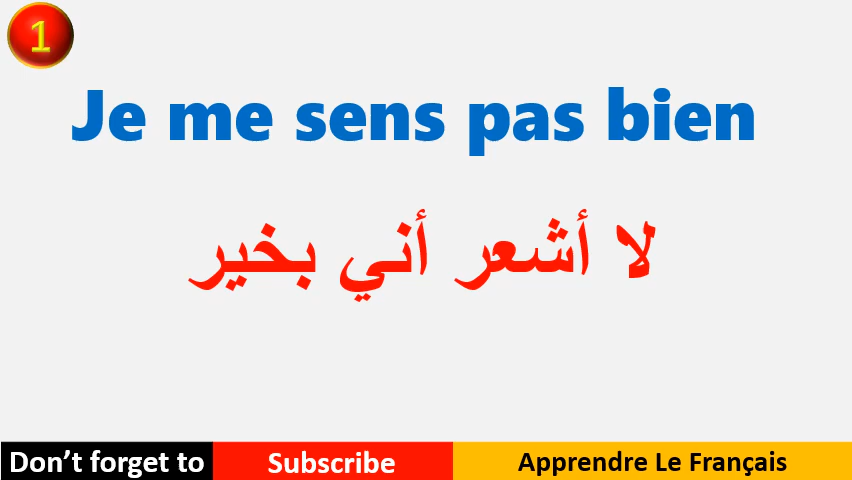 1
Je me sens pas bien
لا أشعر أني بخير
Don't forget to Subscribe Apprendre Le Français